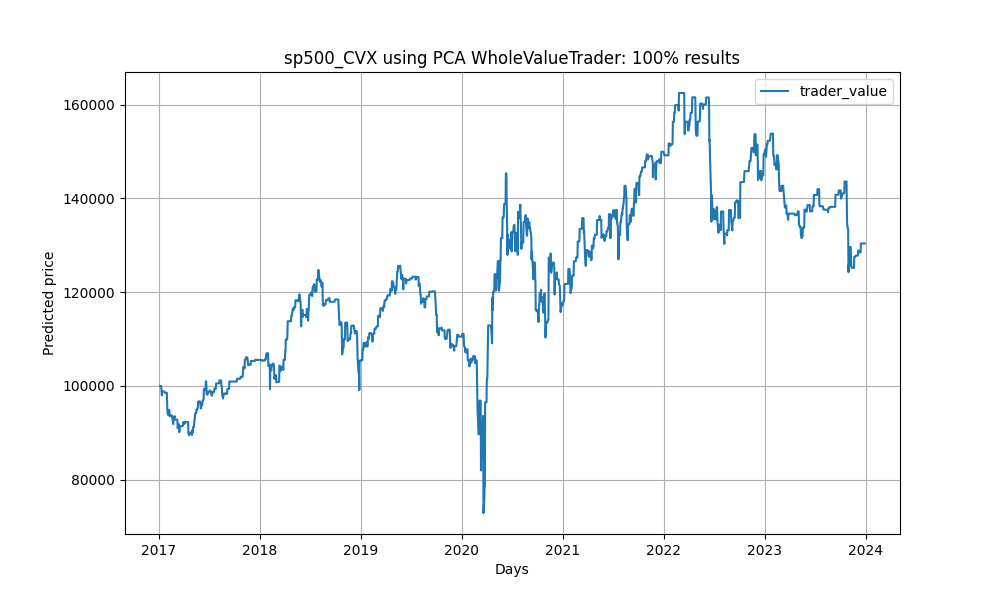 sp500_CVX using PCA WholeValueTrader: 100% results
trader_value
Predicted price
160000
140000
120000
100000
80000
2017 2018 2019 2020 2021 2022 2023 2024
Days